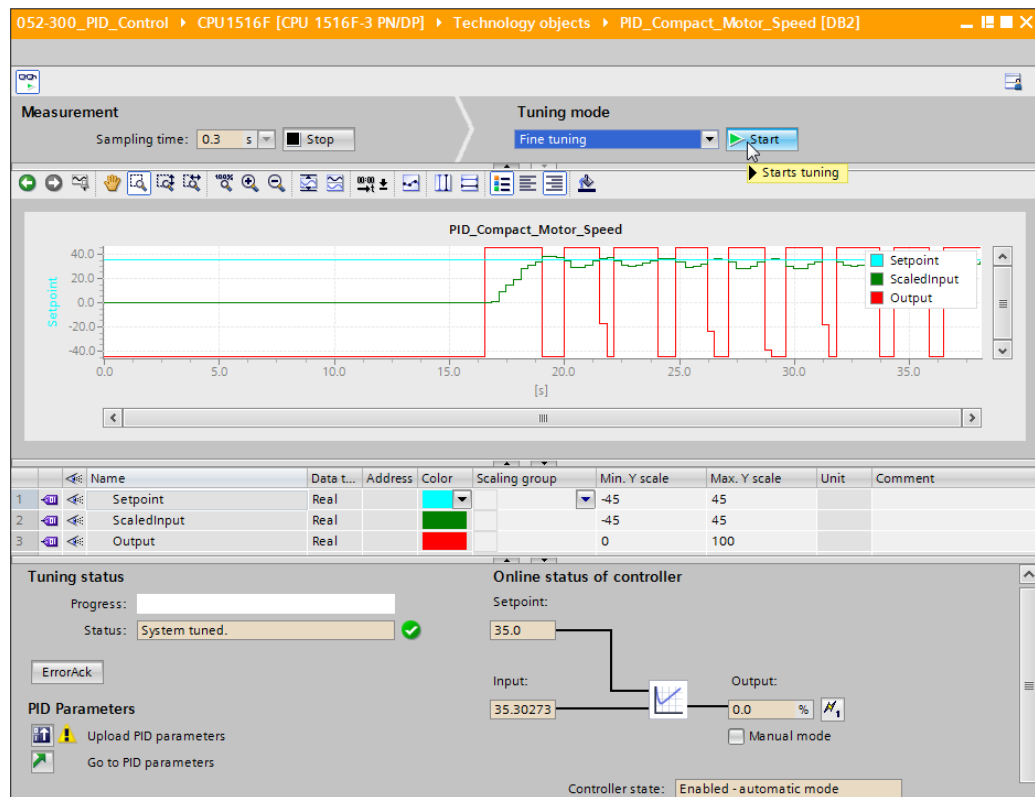 052-300_PID_Control ▸ CPU1516F [CPU 1516F-3 PN/DP] ▸ Technology objects ▸ PID_Compact_Motor_Speed [DB2]
Measurement
Tuning mode
Sampling time: 0.3 s Stop
Fine tuning Start
Starts tuning
PID_Compact_Motor_Speed
Setpoint
40.0
20.0
0.0
-20.0
-40.0
0.0 5.0 10.0 15.0 20.0 25.0 30.0 35.0
[s]
Setpoint
ScaledInput
Output
Name Data t... Address Color Scaling group Min. Y scale Max. Y scale Unit Comment
1 Setpoint Real -45 45
2 ScaledInput Real -45 45
3 Output Real 0 100
Tuning status
Progress:
Status: System tuned.
ErrorAck
PID Parameters
Upload PID parameters
Go to PID parameters
Online status of controller
Setpoint:
35.0
Input:
35.30273
Output:
0.0 %
Manual mode
Controller state: Enabled - automatic mode